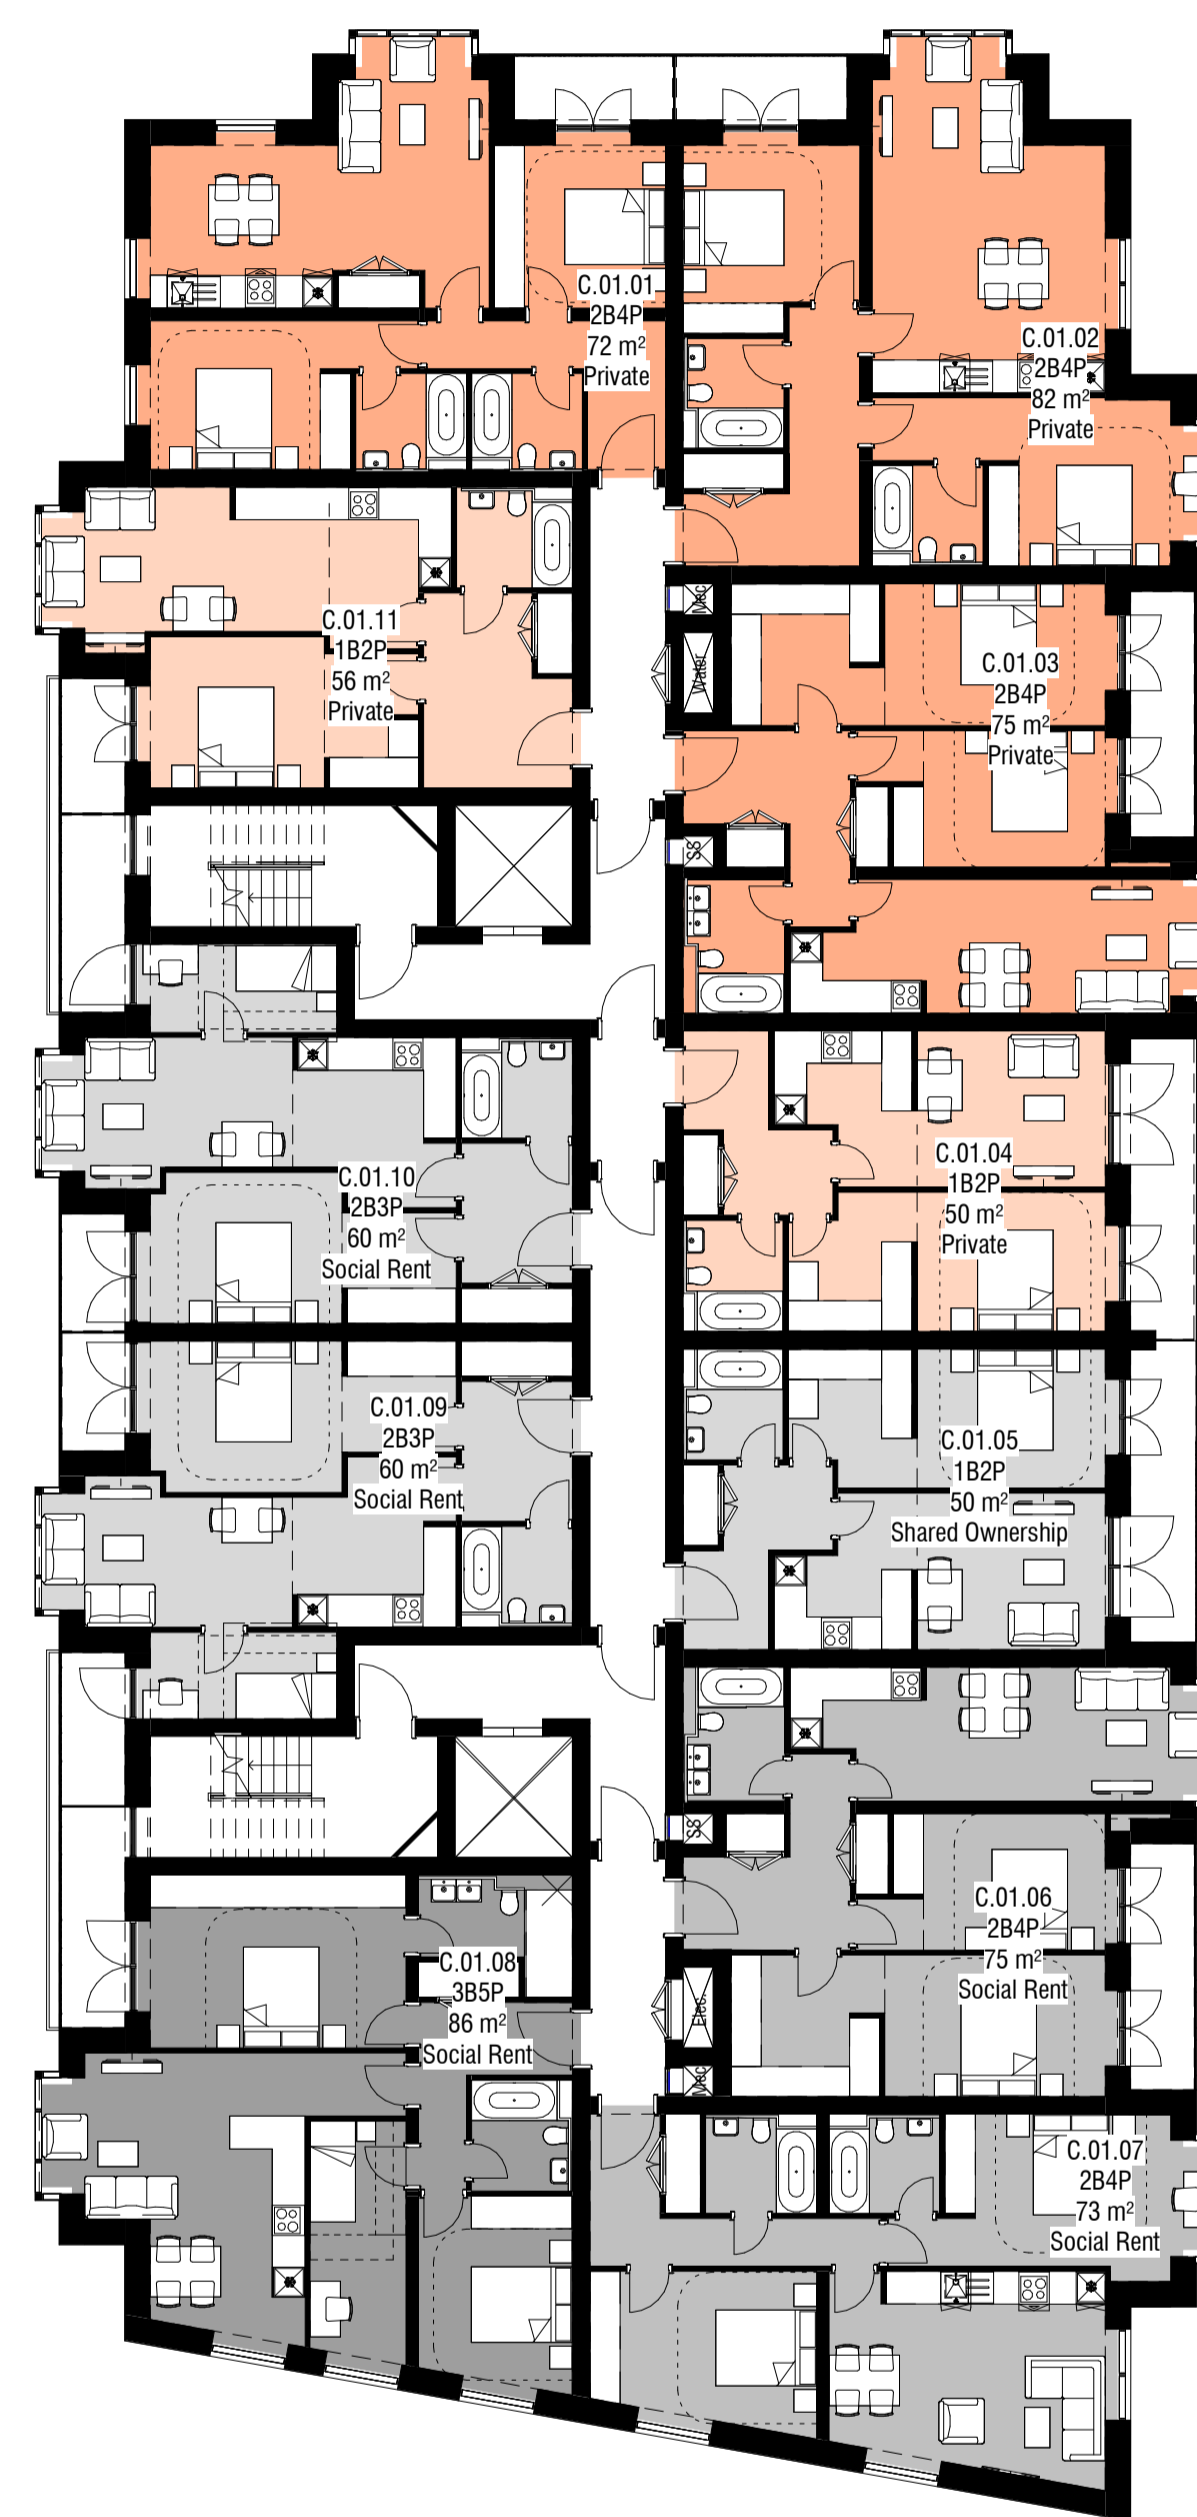 C.01.01
2B4P
72 m²
Private
C.01.02
2B4P
82 m²
Private
C.01.11
1B2P
56 m²
Private
Mec
Water
C.01.03
2B4P
75 m²
Private
SS
C.01.04
1B2P
50 m²
Private
C.01.10
2B3P
60 m²
Social Rent
C.01.09
2B3P
60 m²
Social Rent
C.01.05
1B2P
50 m²
Shared Ownership
SS
C.01.06
2B4P
75 m²
Social Rent
C.01.08
3B5P
86 m²
Social Rent
Elec.
Mec
C.01.07
2B4P
73 m²
Social Rent